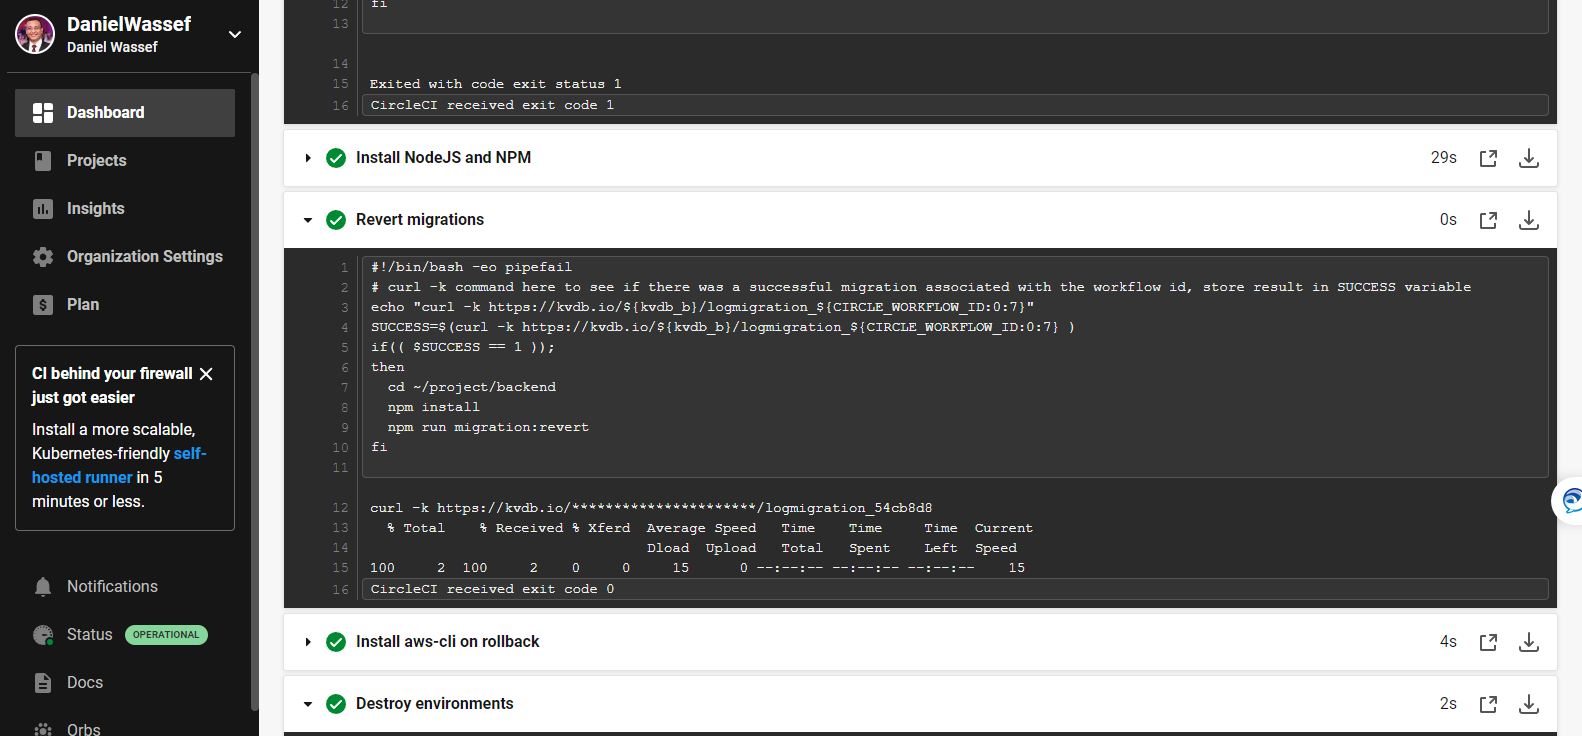 DanielWassef
Daniel Wassef
Dashboard
Projects
Insights
Organization Settings
Plan
CI behind your firewall
just got easier
Install a more scalable,
Kubernetes-friendly self-
hosted runner in 5
minutes or less.
Notifications
Status OPERATIONAL
Docs
Orbs
12 fi
13
14
15 Exited with code exit status 1
16 CircleCI received exit code 1
Install NodeJS and NPM 29s
Revert migrations 0s
1 #!/bin/bash -eo pipefail
2 # curl -k command here to see if there was a successful migration associated with the workflow id, store result in SUCCESS variable
3 echo "curl -k https://kvdb.io/${kvdb_b}/logmigration_${CIRCLE_WORKFLOW_ID:0:7}"
4 SUCCESS=$(curl -k https://kvdb.io/${kvdb_b}/logmigration_${CIRCLE_WORKFLOW_ID:0:7} )
5 if(( $SUCCESS == 1 ));
6 then
7 cd ~/project/backend
8 npm install
9 npm run migration:revert
10 fi
11
12 curl -k https://kvdb.io/**********************/logmigration_54cb8d8
13 % Total % Received % Xferd Average Speed Time Time Time Current
14 Dload Upload Total Spent Left Speed
15 100 2 100 2 0 0 15 0 --:--:-- --:--:-- --:--:-- 15
16 CircleCI received exit code 0
Install aws-cli on rollback 4s
Destroy environments 2s